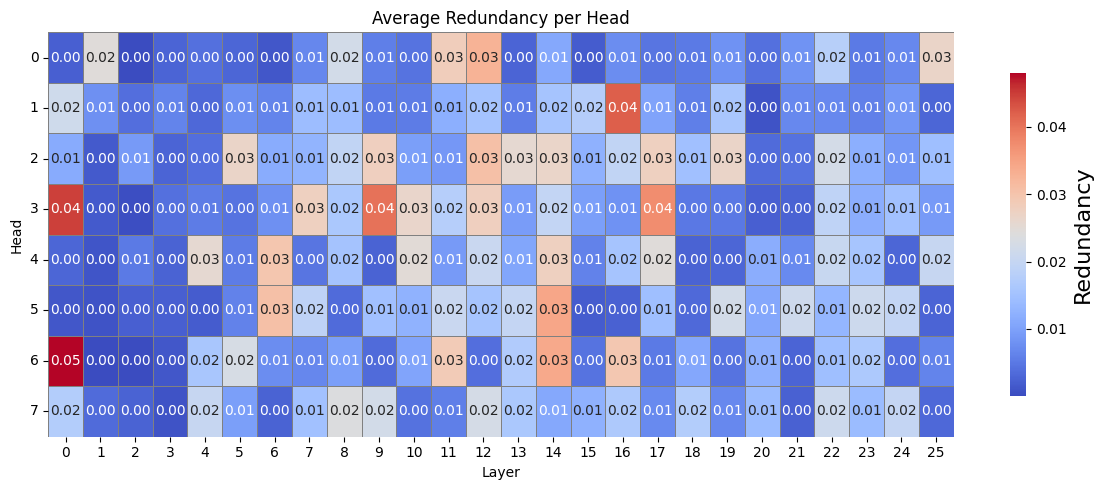 Average Redundancy per Head
0 0.00 0.02 0.00 0.00 0.00 0.00 0.00 0.01 0.02 0.01 0.00 0.03 0.03 0.00 0.01 0.00 0.01 0.00 0.01 0.01 0.00 0.01 0.02 0.01 0.01 0.03
1 0.02 0.01 0.00 0.01 0.00 0.01 0.01 0.01 0.01 0.01 0.01 0.01 0.02 0.01 0.02 0.02 0.04 0.01 0.01 0.02 0.00 0.01 0.01 0.01 0.01 0.00
2 0.01 0.00 0.01 0.00 0.00 0.03 0.01 0.01 0.02 0.03 0.01 0.01 0.03 0.03 0.03 0.01 0.02 0.03 0.01 0.03 0.00 0.00 0.02 0.01 0.01 0.01
3 0.04 0.00 0.00 0.00 0.01 0.00 0.01 0.03 0.02 0.04 0.03 0.02 0.03 0.01 0.02 0.01 0.01 0.04 0.00 0.00 0.00 0.00 0.02 0.01 0.01 0.01
4 0.00 0.00 0.01 0.00 0.03 0.01 0.03 0.00 0.02 0.00 0.02 0.01 0.02 0.01 0.03 0.01 0.02 0.02 0.00 0.00 0.01 0.01 0.02 0.02 0.00 0.02
5 0.00 0.00 0.00 0.00 0.00 0.01 0.03 0.02 0.00 0.01 0.01 0.02 0.02 0.02 0.03 0.00 0.00 0.01 0.00 0.02 0.01 0.02 0.01 0.02 0.02 0.00
6 0.05 0.00 0.00 0.00 0.02 0.02 0.01 0.01 0.01 0.00 0.01 0.03 0.00 0.02 0.03 0.00 0.03 0.01 0.01 0.00 0.01 0.00 0.01 0.02 0.00 0.01
7 0.02 0.00 0.00 0.00 0.02 0.01 0.00 0.01 0.02 0.02 0.00 0.01 0.02 0.02 0.01 0.01 0.02 0.01 0.02 0.01 0.02 0.00 0.02 0.01 0.02 0.00
0 1 2 3 4 5 6 7 8 9 10 11 12 13 14 15 16 17 18 19 20 21 22 23 24 25
Layer
Head
0.04
0.03
0.02
0.01
Redundancy